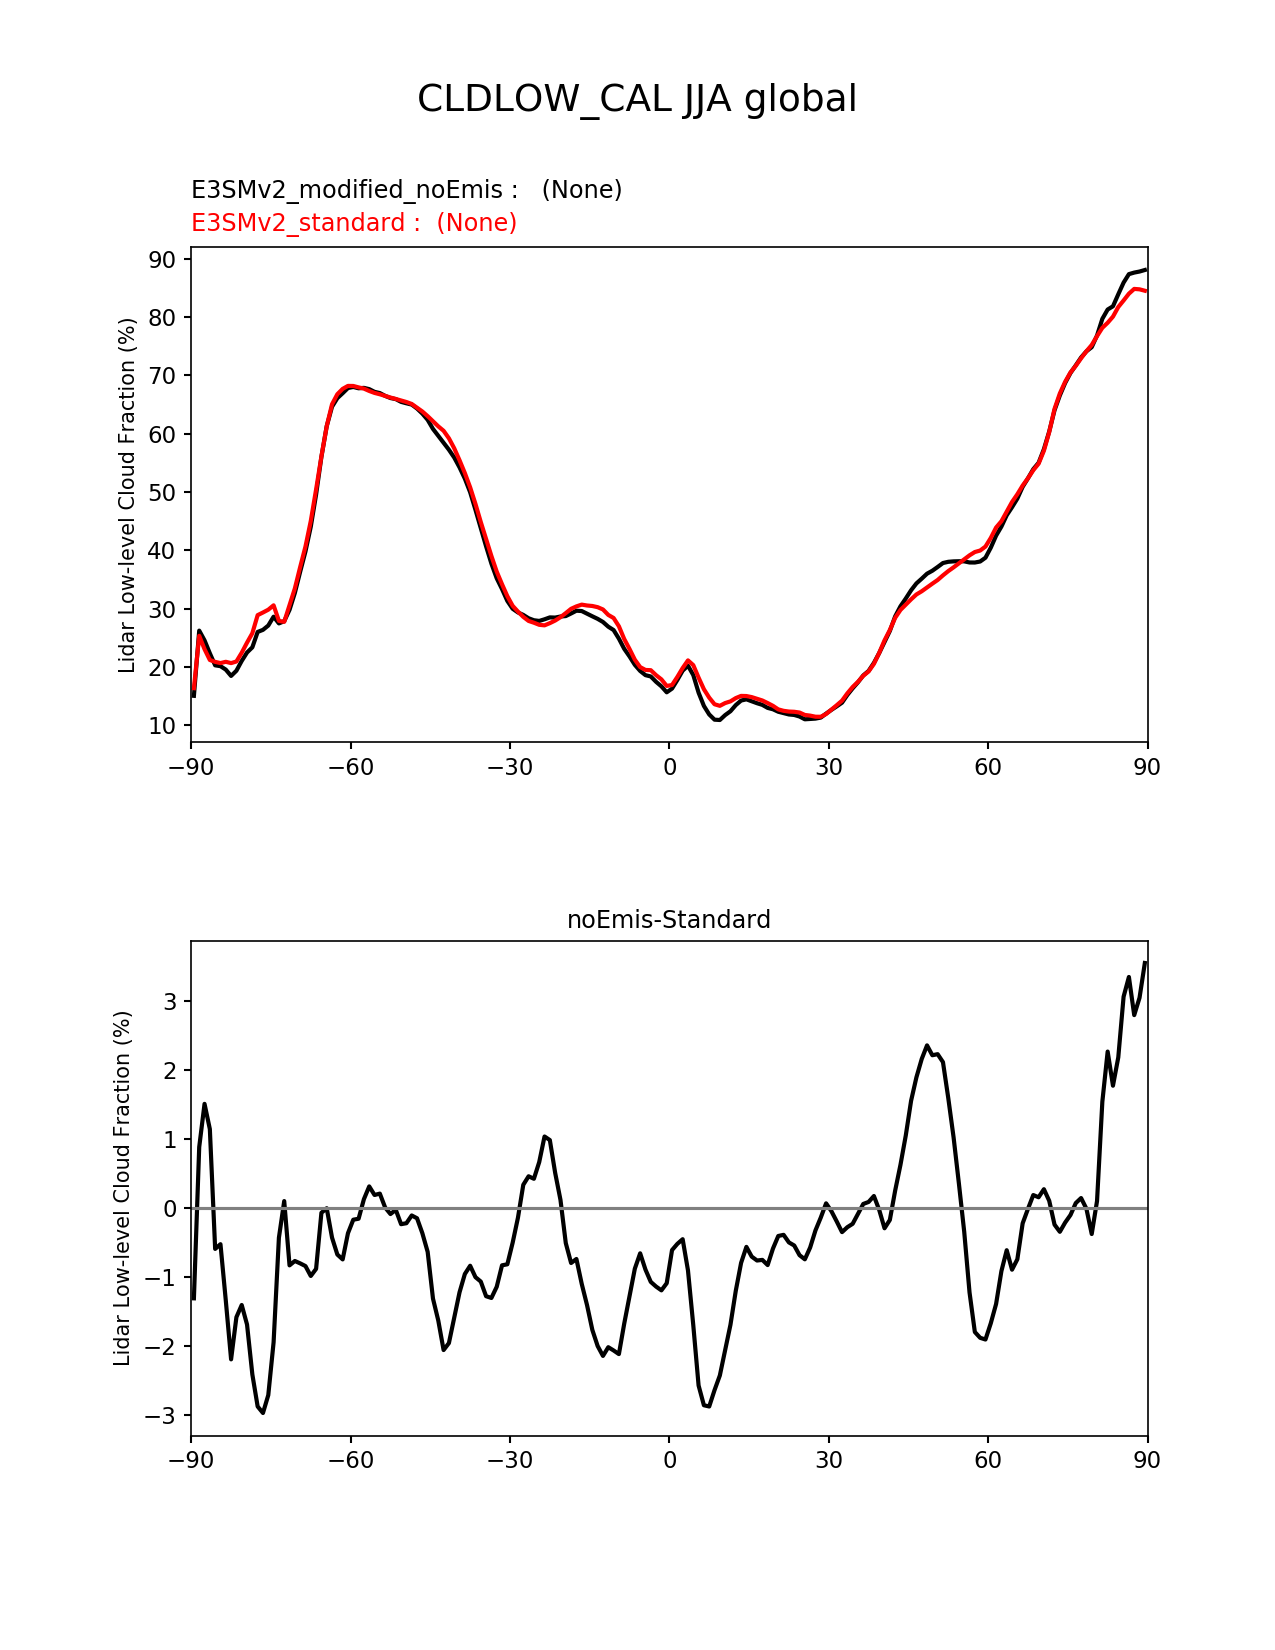 CLDLOW_CAL JJA global
E3SMv2_modified_noEmis :   (None)
E3SMv2_standard :  (None)
Lidar Low-level Cloud Fraction (%)
90
80
70
60
50
40
30
20
10
−90 −60 −30 0 30 60 90
noEmis-Standard
Lidar Low-level Cloud Fraction (%)
3
2
1
0
−1
−2
−3
−90 −60 −30 0 30 60 90